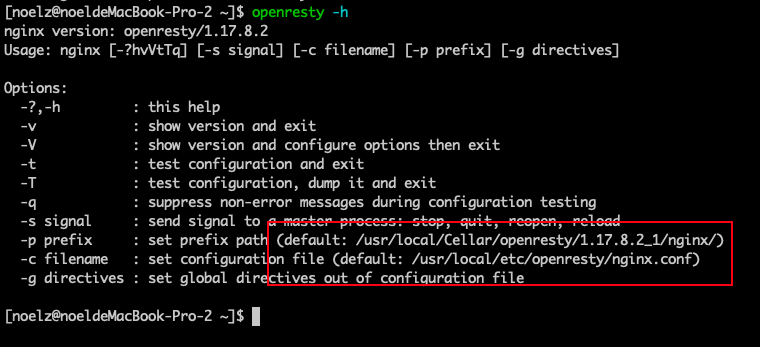 [noelz@noeldeMacBook-Pro-2 ~]$ openresty -h
nginx version: openresty/1.17.8.2
Usage: nginx [-?hvVtTq] [-s signal] [-c filename] [-p prefix] [-g directives]

Options:
  -?,-h         : this help
  -v            : show version and exit
  -V            : show version and configure options then exit
  -t            : test configuration and exit
  -T            : test configuration, dump it and exit
  -q            : suppress non-error messages during configuration testing
  -s signal     : send signal to a master process: stop, quit, reopen, reload
  -p prefix     : set prefix path (default: /usr/local/Cellar/openresty/1.17.8.2_1/nginx/)
  -c filename   : set configuration file (default: /usr/local/etc/openresty/nginx.conf)
  -g directives : set global directives out of configuration file

[noelz@noeldeMacBook-Pro-2 ~]$